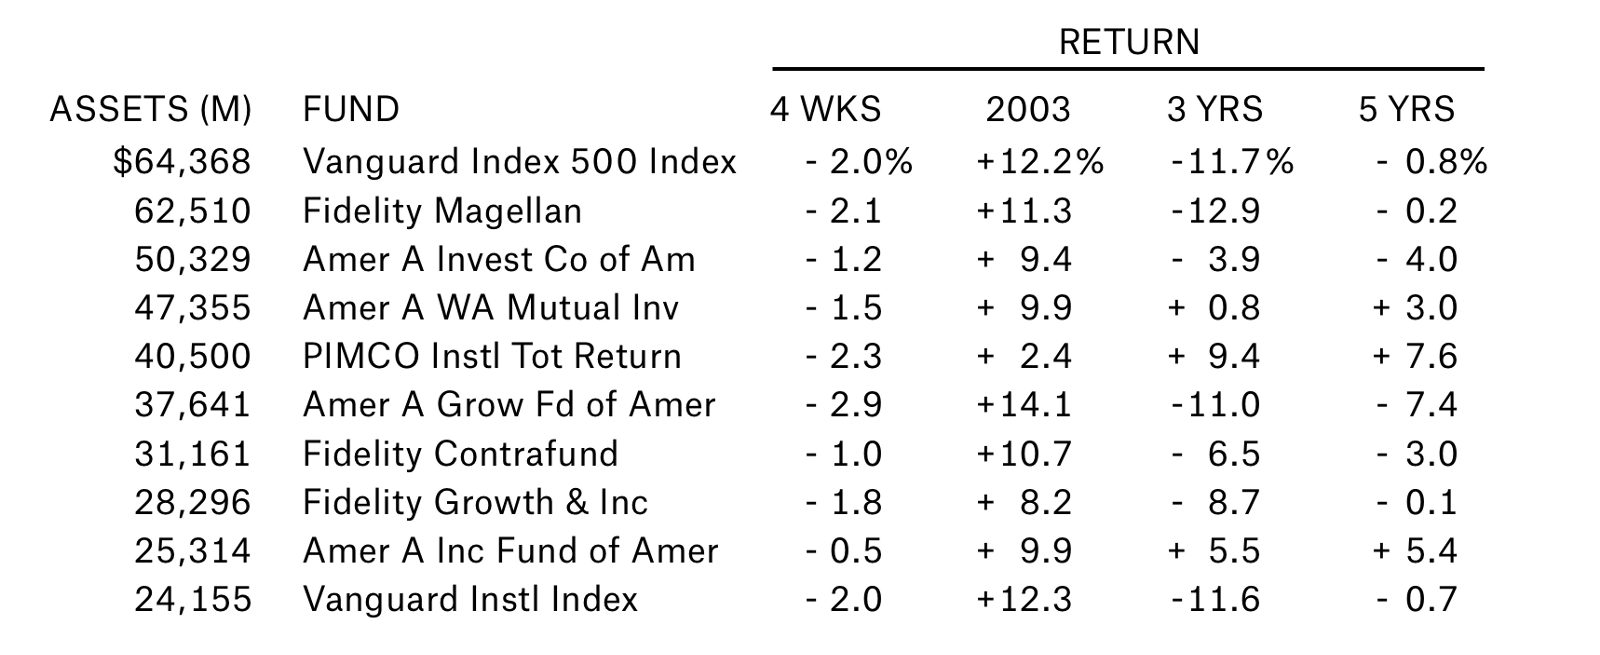 RETURN
ASSETS (M) FUND 4 WKS 2003 3 YRS 5 YRS
$64,368 Vanguard Index 500 Index - 2.0% +12.2% -11.7% - 0.8%
62,510 Fidelity Magellan - 2.1 +11.3 -12.9 - 0.2
50,329 Amer A Invest Co of Am - 1.2 + 9.4 - 3.9 - 4.0
47,355 Amer A WA Mutual Inv - 1.5 + 9.9 + 0.8 + 3.0
40,500 PIMCO Instl Tot Return - 2.3 + 2.4 + 9.4 + 7.6
37,641 Amer A Grow Fd of Amer - 2.9 +14.1 -11.0 - 7.4
31,161 Fidelity Contrafund - 1.0 +10.7 - 6.5 - 3.0
28,296 Fidelity Growth & Inc - 1.8 + 8.2 - 8.7 - 0.1
25,314 Amer A Inc Fund of Amer - 0.5 + 9.9 + 5.5 + 5.4
24,155 Vanguard Instl Index - 2.0 +12.3 -11.6 - 0.7